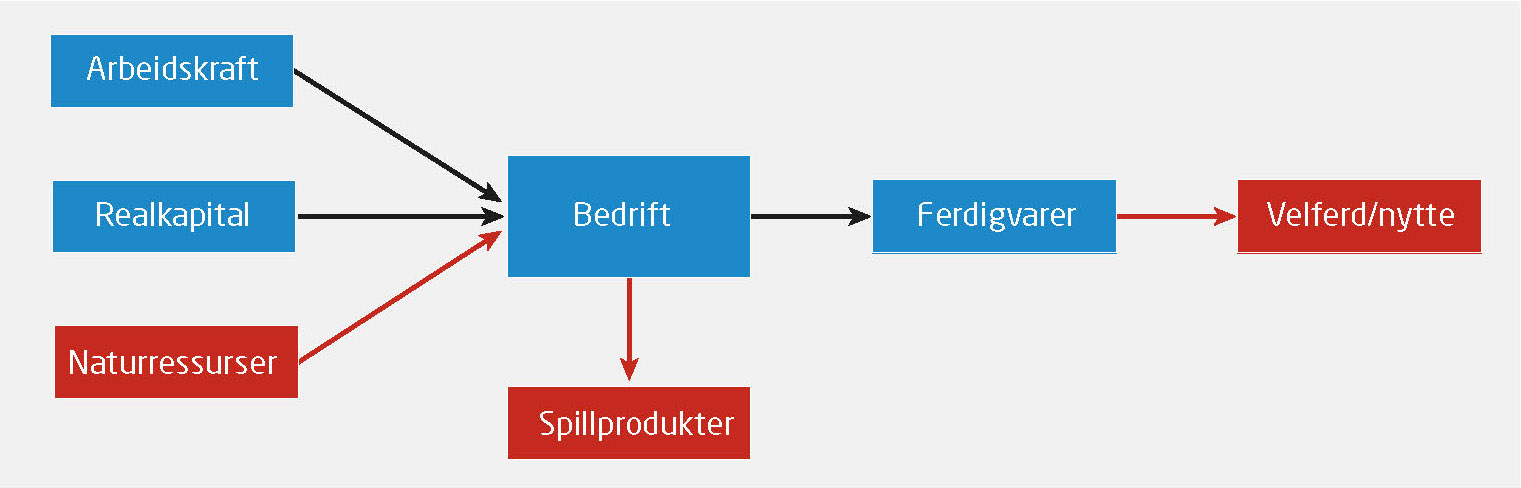 Arbeidskraft
Realkapital
Bedrift
Ferdigvarer
Velferd/nytte
Naturressurser
Spillprodukter